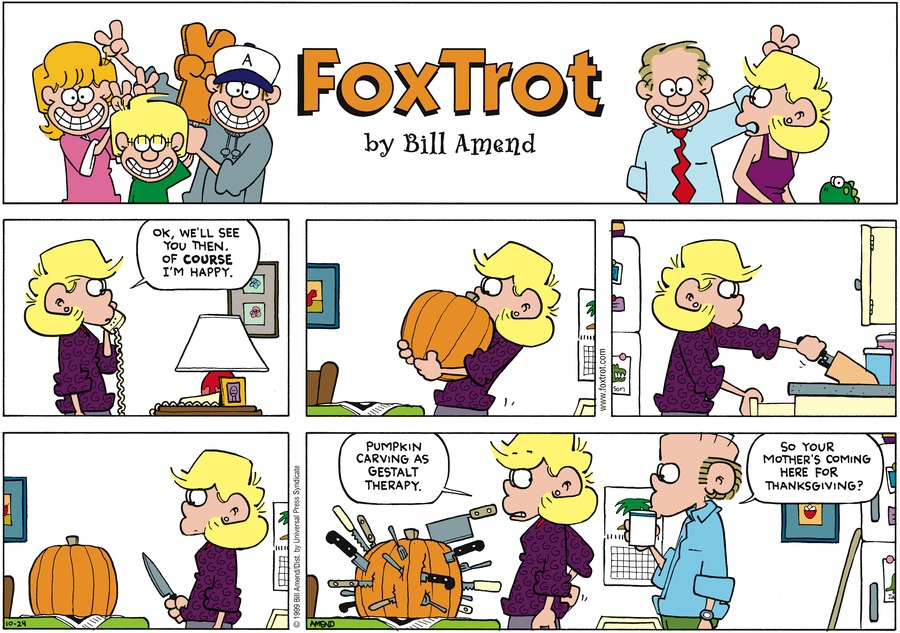 A
FOXTROT
by Bill Amend
OK, WE'LL SEE
YOU THEN.
OF COURSE
I'M HAPPY.
www.foxtrot.com
Son
10-24
© 1999 Bill Amend/Dist. by Universal Press Syndicate
PUMPKIN
CARVING AS
GESTALT
THERAPY.
AMEND
SO YOUR
MOTHER'S COMING
HERE FOR
THANKSGIVING?